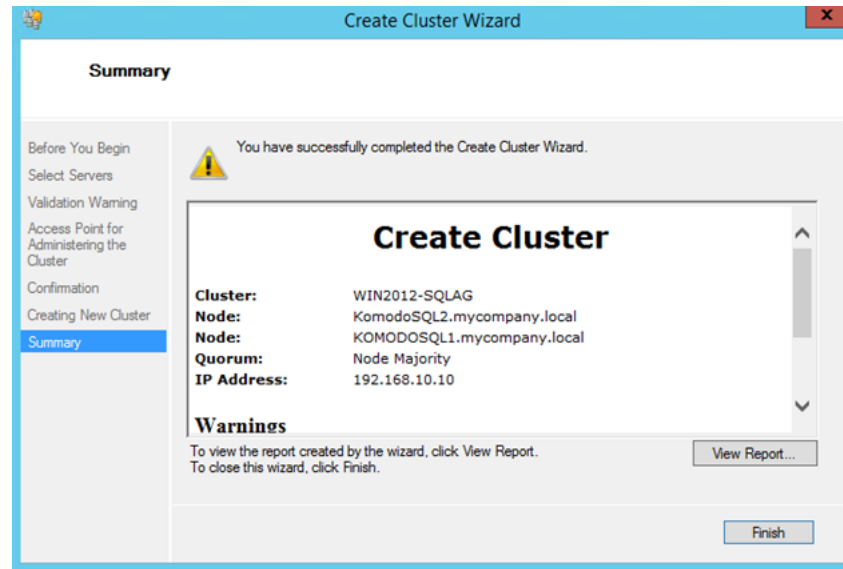 Create Cluster Wizard
x
Summary
Before You Begin
Select Servers
Validation Warning
Access Point for
Administering the
Cluster
Confirmation
Creating New Cluster
Summary
You have successfully completed the Create Cluster Wizard.
Create Cluster
Cluster: WIN2012-SQLAG
Node: KomodoSQL2.mycompany.local
Node: KOMODOSQL1.mycompany.local
Quorum: Node Majority
IP Address: 192.168.10.10
Warnings
To view the report created by the wizard, click View Report.
To close this wizard, click Finish.
View Report...
Finish